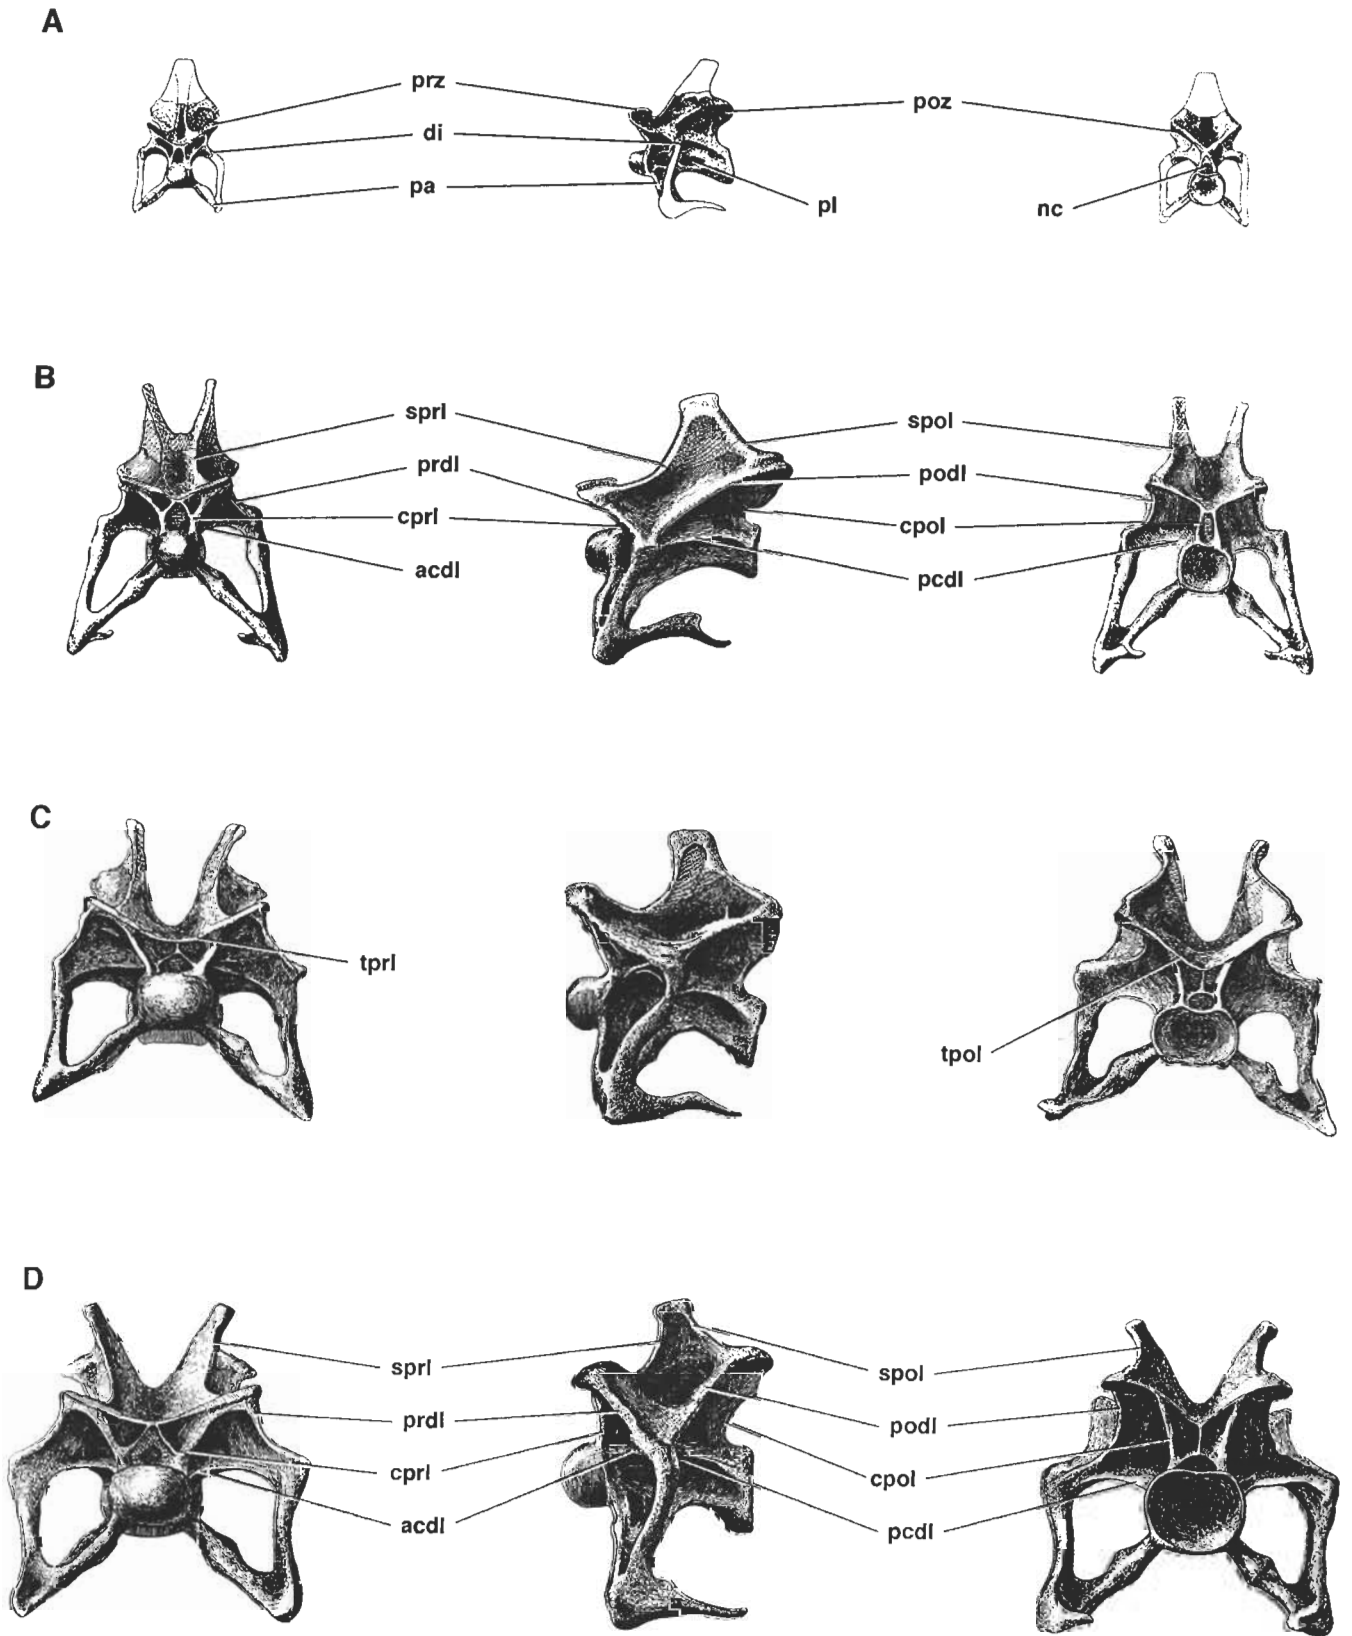 A
prz
di
pa
pl
poz
nc
B
sprl
prdl
cprl
acdl
spol
podl
cpol
pcdl
C
tprl
tpol
D
sprl
prdl
cprl
acdl
spol
podl
cpol
pcdl